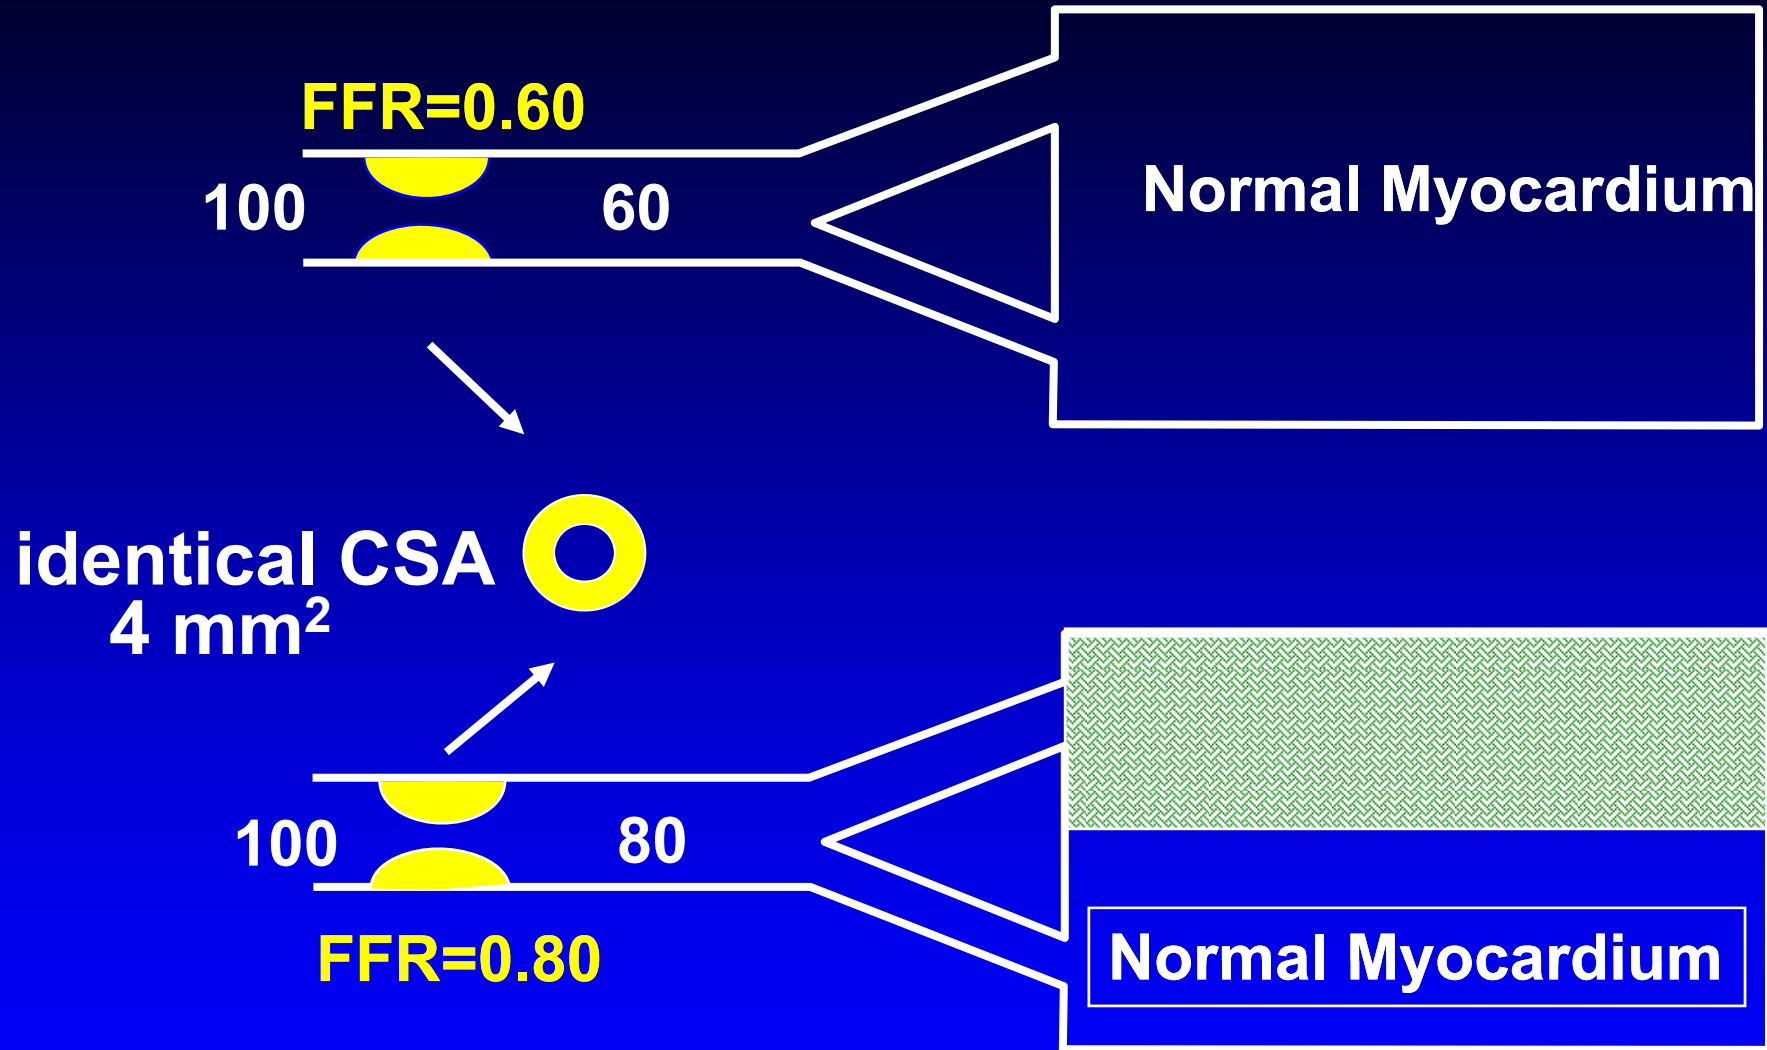 FFR=0.60
100
60
Normal Myocardium
identical CSA
4 mm²
100
80
FFR=0.80
Normal Myocardium